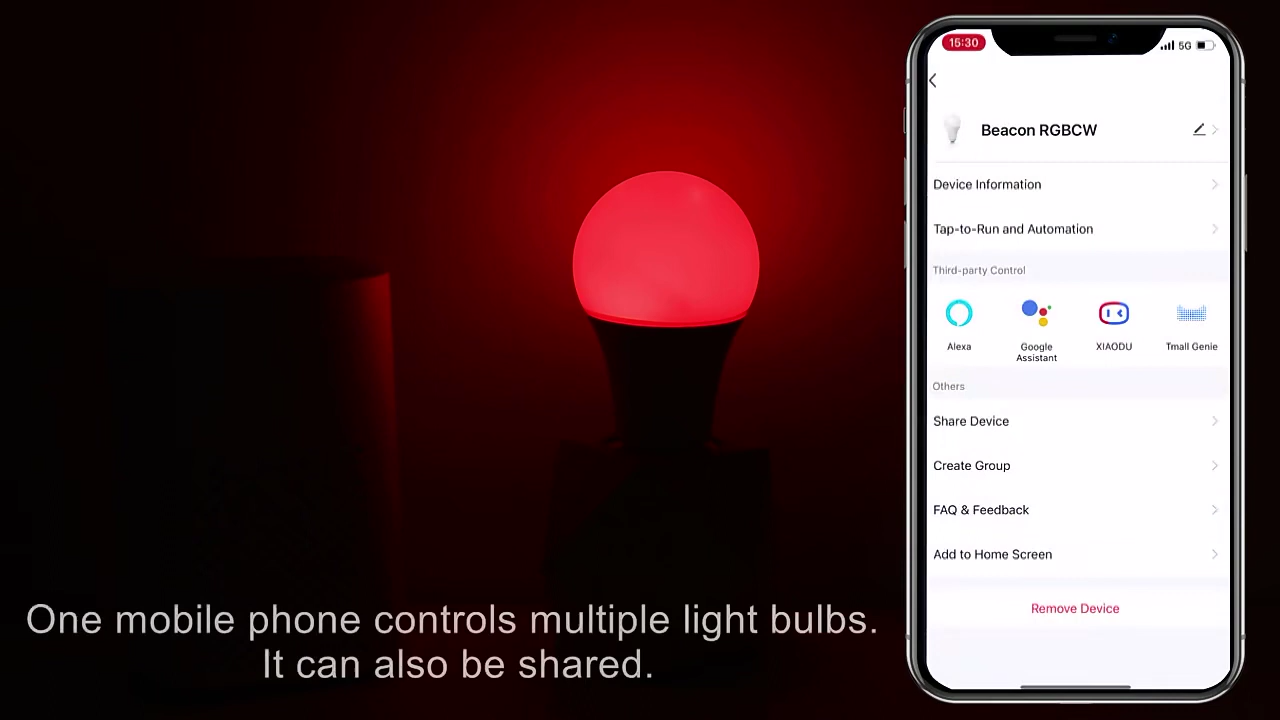 15:30
5G
Beacon RGBCW
Device Information
Tap-to-Run and Automation
Third-party Control
Alexa
Google
Assistant
XIAODU
Tmall Genie
Others
Share Device
Create Group
FAQ & Feedback
Add to Home Screen
Remove Device
One mobile phone controls multiple light bulbs.
It can also be shared.